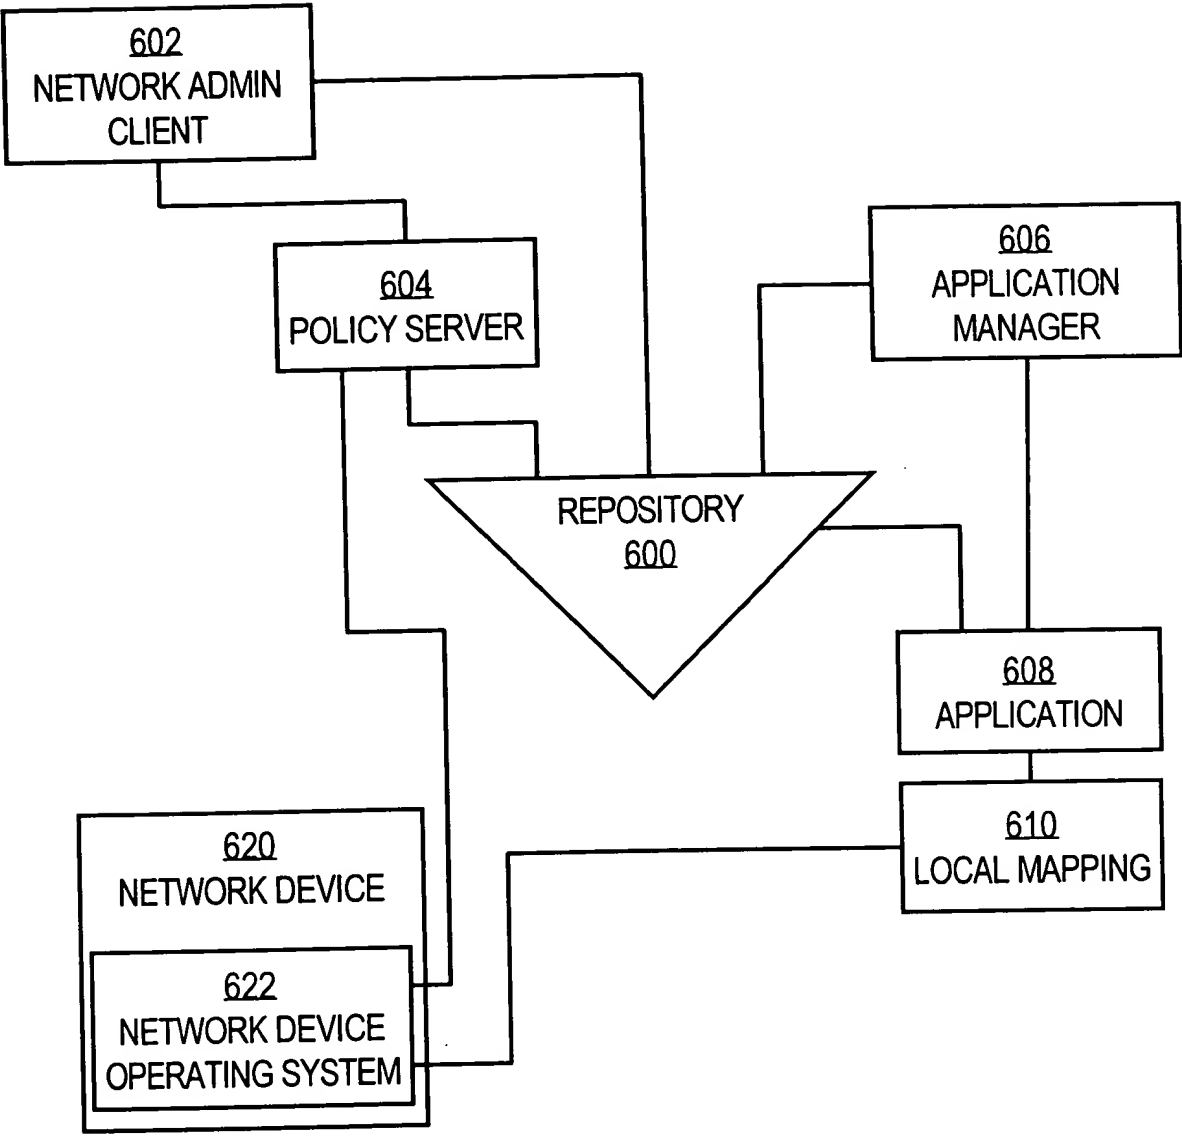 602
NETWORK ADMIN
CLIENT
604
POLICY SERVER
606
APPLICATION
MANAGER
REPOSITORY
600
608
APPLICATION
610
LOCAL MAPPING
620
NETWORK DEVICE
622
NETWORK DEVICE
OPERATING SYSTEM